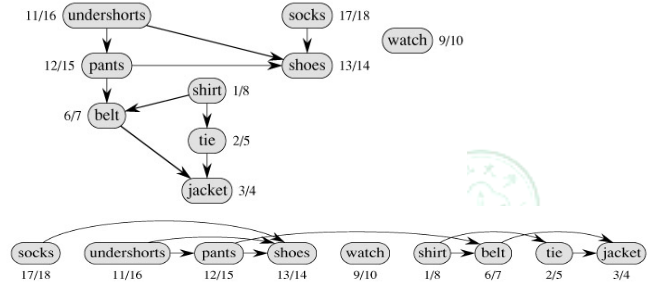 11/16 undershorts socks 17/18
watch 9/10
12/15 pants shoes 13/14
shirt 1/8
6/7 belt
tie 2/5
jacket 3/4
socks undershorts pants shoes watch shirt belt tie jacket
17/18 11/16 12/15 13/14 9/10 1/8 6/7 2/5 3/4